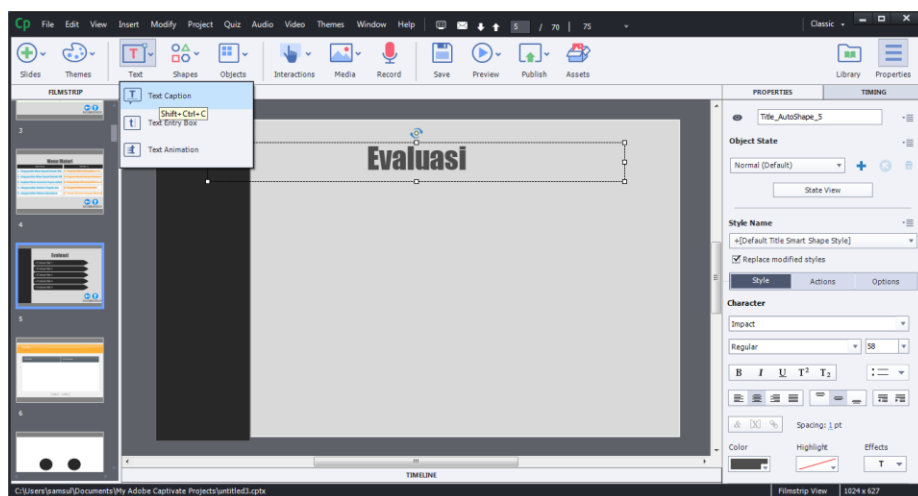 Cp File Edit View Insert Modify Project Quiz Audio Video Themes Window Help 5 / 70 75 Classic
Slides Themes Text Shapes Objects Interactions Media Record Save Preview Publish Assets Library Properties
FILMSTRIP
Text Caption
Shift+Ctrl+C
Text Entry Box
Text Animation
3
4
Evaluasi
5
6
Evaluasi
PROPERTIES TIMING
Title_AutoShape_5
Object State
Normal (Default)
State View
Style Name
+[Default Title Smart Shape Style]
Replace modified styles
Style Actions Options
Character
Impact
Regular 58
B I U T² T₂
Spacing: 1 pt
Color Highlight Effects
T
TIMELINE
C:\Users\samsul\Documents\My Adobe Captivate Projects\untitled3.cptx Filmstrip View 1024 x 627